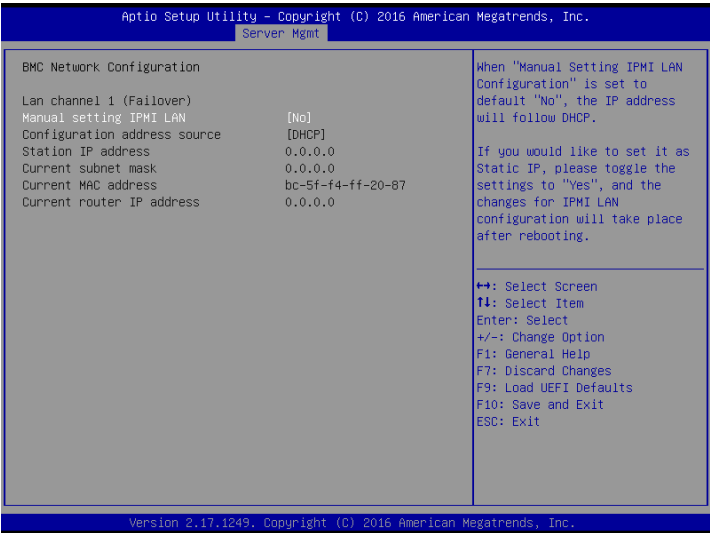 Aptio Setup Utility – Copyright (C) 2016 American Megatrends, Inc.
Server Mgmt
BMC Network Configuration
Lan channel 1 (Failover)
Manual setting IPMI LAN [No]
Configuration address source [DHCP]
Station IP address 0.0.0.0
Current subnet mask 0.0.0.0
Current MAC address bc-5f-f4-ff-20-87
Current router IP address 0.0.0.0
When "Manual Setting IPMI LAN
Configuration" is set to
default "No", the IP address
will follow DHCP.
If you would like to set it as
Static IP, please toggle the
settings to "Yes", and the
changes for IPMI LAN
configuration will take place
after rebooting.
↔: Select Screen
↑↓: Select Item
Enter: Select
+/-: Change Option
F1: General Help
F7: Discard Changes
F9: Load UEFI Defaults
F10: Save and Exit
ESC: Exit
Version 2.17.1249. Copyright (C) 2016 American Megatrends, Inc.